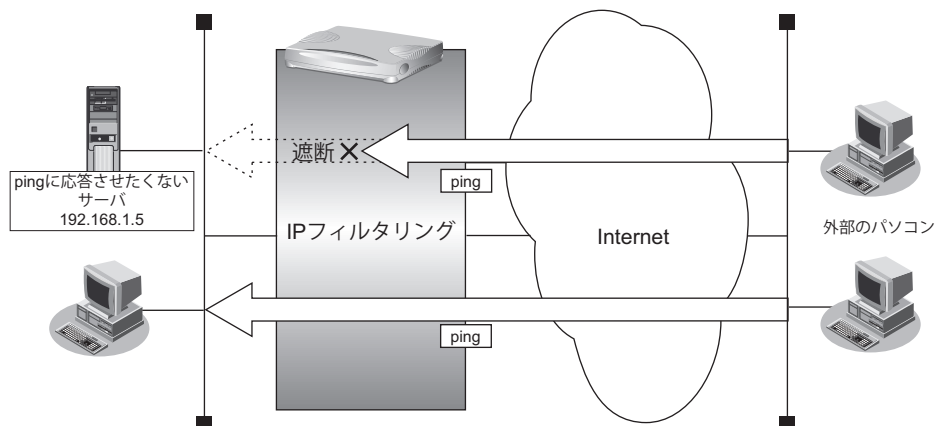 遮断
ping
pingに応答させたくない
サーバ
192.168.1.5
IPフィルタリング
Internet
外部のパソコン
ping